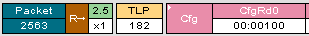 Packet R→ 2.5 TLP Cfg CfgRd0
2563 x1 182 00:00100